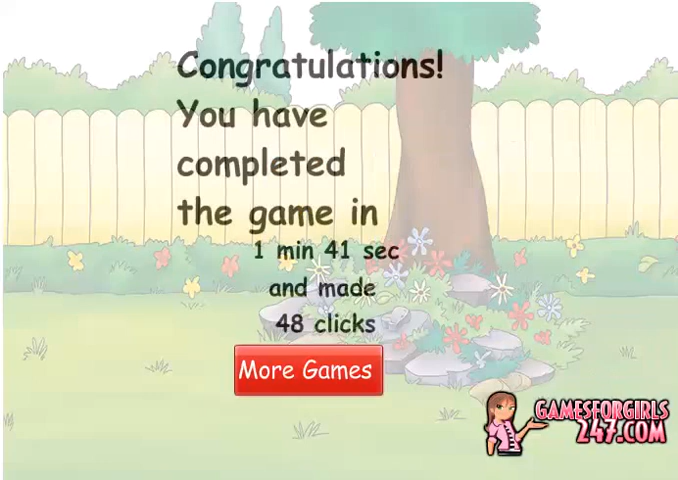 Congratulations!
You have
completed
the game in
1 min 41 sec
and made
48 clicks
More Games
GAMESFORGIRLS
247.COM